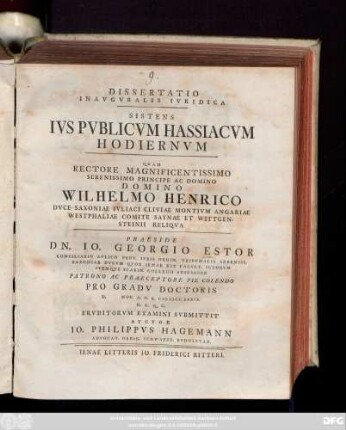 9.
DISSERTATIO
INAVGVRALIS IVRIDICA
SISTENS
IVS PVBLICVM HASSIACVM
HODIERNVM
QVAM
RECTORE MAGNIFICENTISSIMO
SERENISSIMO PRINCIPE AC DOMINO
DOMINO
WILHELMO HENRICO
DVCE SAXONIAE IVLIACI CLIVIAE MONTIVM ANGARIAE
WESTPHALIAE COMITE SAYNAE ET WITTGEN-
STEINII RELIQVA
PRAESIDE
DN. IO. GEORGIO ESTOR
PATRONO AC PRAECEPTORE PIE COLENDO
PRO GRADV DOCTORIS
ERVDITORVM EXAMINI SVBMITTIT
AVCTOR
IO. PHILIPPVS HAGEMANN
IENAE LITTERIS IO. FRIDERICI RITTERI.
DFG